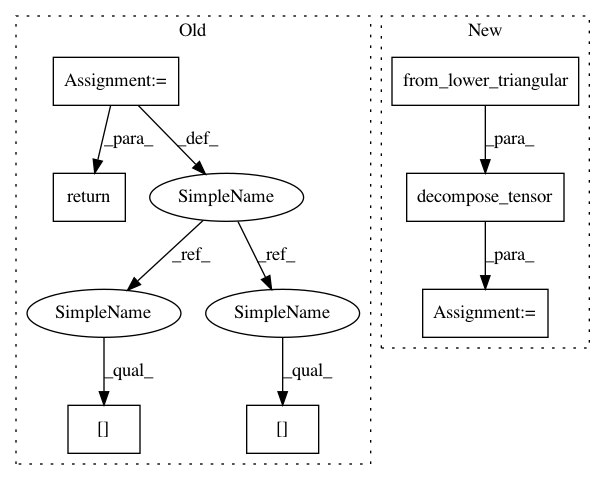 Old
New
Assignment:=
from_lower_triangular
_para_
_def_
_para_
return
SimpleName
decompose_tensor
_ref_
_ref_
_para_
SimpleName
SimpleName
Assignment:=
_qual_
_qual_
[]
[]